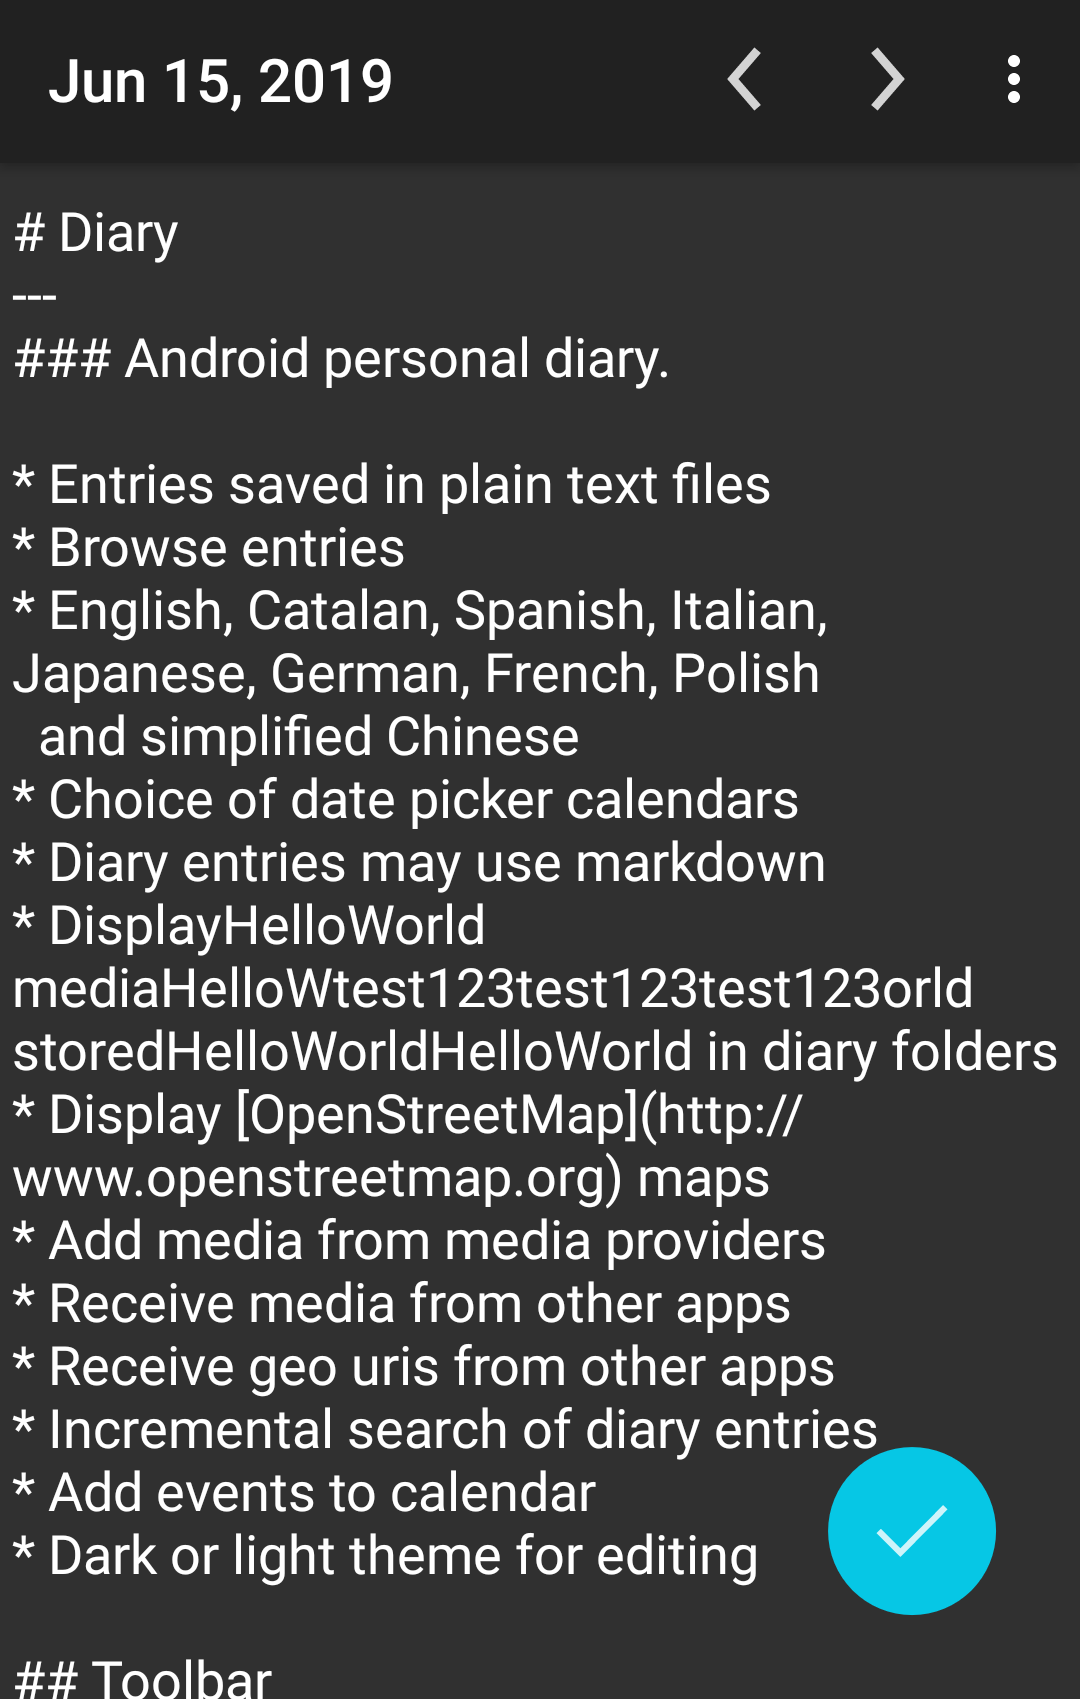 Jun 15, 2019
# Diary
---
### Android personal diary.
* Entries saved in plain text files
* Browse entries
* English, Catalan, Spanish, Italian,
Japanese, German, French, Polish
  and simplified Chinese
* Choice of date picker calendars
* Diary entries may use markdown
* DisplayHelloWorld
mediaHelloWtest123test123test123orld
storedHelloWorldHelloWorld in diary folders
* Display [OpenStreetMap](http://
www.openstreetmap.org) maps
* Add media from media providers
* Receive media from other apps
* Receive geo uris from other apps
* Incremental search of diary entries
* Add events to calendar
* Dark or light theme for editing
## Toolbar